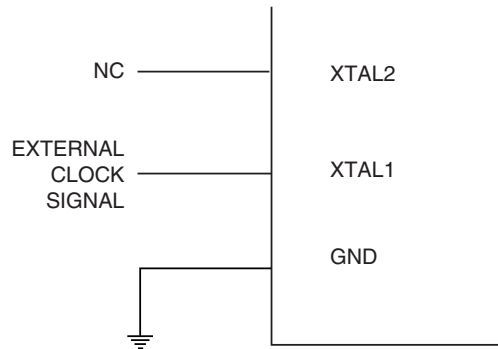 NC
XTAL2
EXTERNAL
CLOCK
SIGNAL
XTAL1
GND